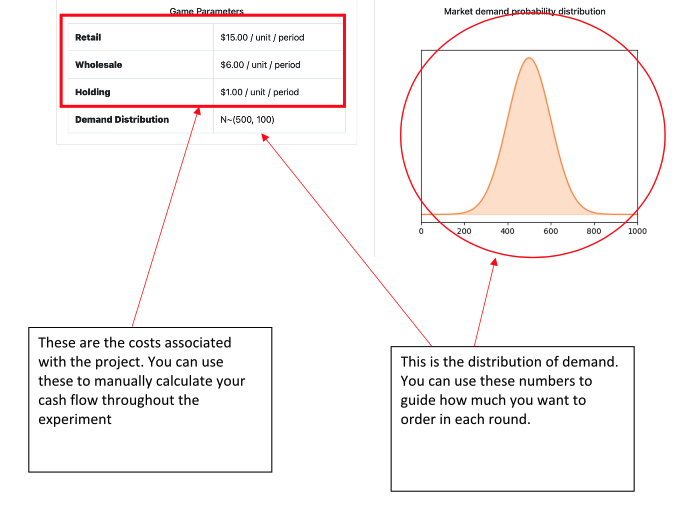 Game Parameters
Retail $15.00 / unit / period
Wholesale $6.00 / unit / period
Holding $1.00 / unit / period
Demand Distribution N~(500, 100)
Market demand probability distribution
0 200 400 600 800 1000
These are the costs associated
with the project. You can use
these to manually calculate your
cash flow throughout the
experiment
This is the distribution of demand.
You can use these numbers to
guide how much you want to
order in each round.